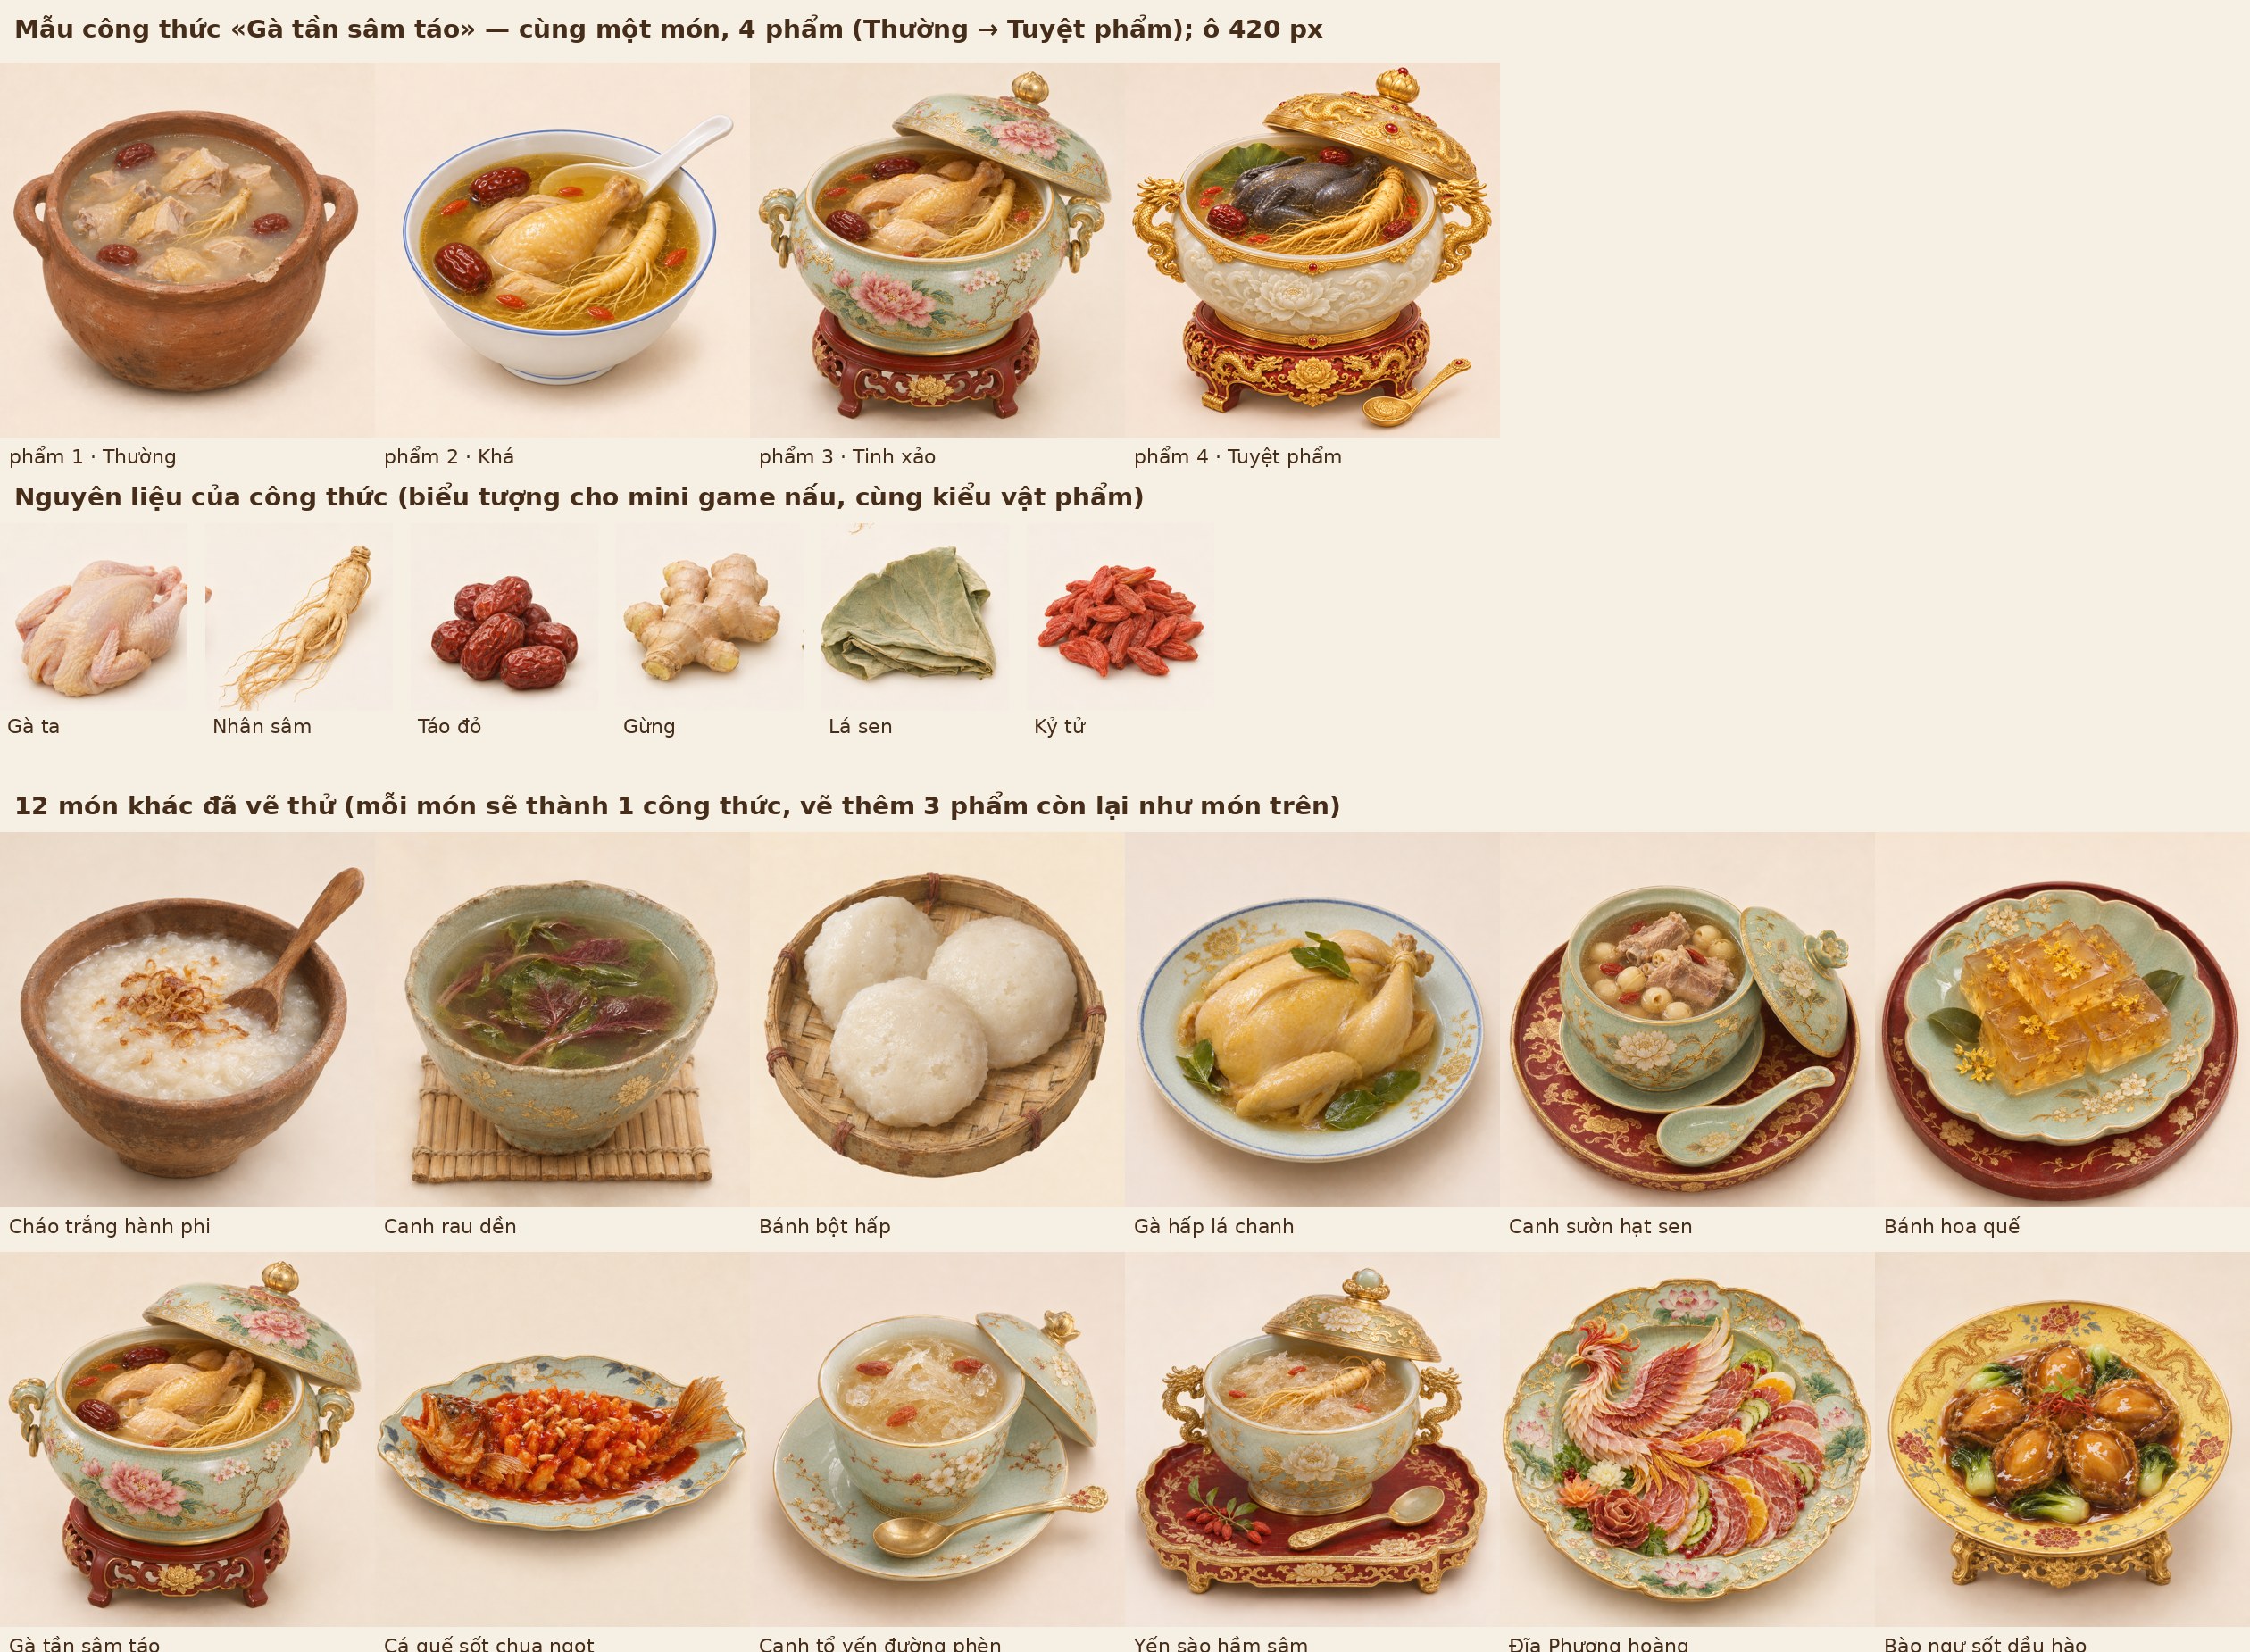 Mẫu công thức «Gà tần sâm táo» — cùng một món, 4 phẩm (Thường → Tuyệt phẩm); ô 420 px
phẩm 1 · Thường
phẩm 2 · Khá
phẩm 3 · Tinh xảo
phẩm 4 · Tuyệt phẩm
Nguyên liệu của công thức (biểu tượng cho mini game nấu, cùng kiểu vật phẩm)
Gà ta
Nhân sâm
Táo đỏ
Gừng
Lá sen
Kỷ tử
12 món khác đã vẽ thử (mỗi món sẽ thành 1 công thức, vẽ thêm 3 phẩm còn lại như món trên)
Cháo trắng hành phi
Canh rau dền
Bánh bột hấp
Gà hấp lá chanh
Canh sườn hạt sen
Bánh hoa quế
Gà tần sâm táo
Cá quế sốt chua ngọt
Canh tổ yến đường phèn
Yến sào hầm sâm
Đĩa Phượng hoàng
Bào ngư sốt dầu hào